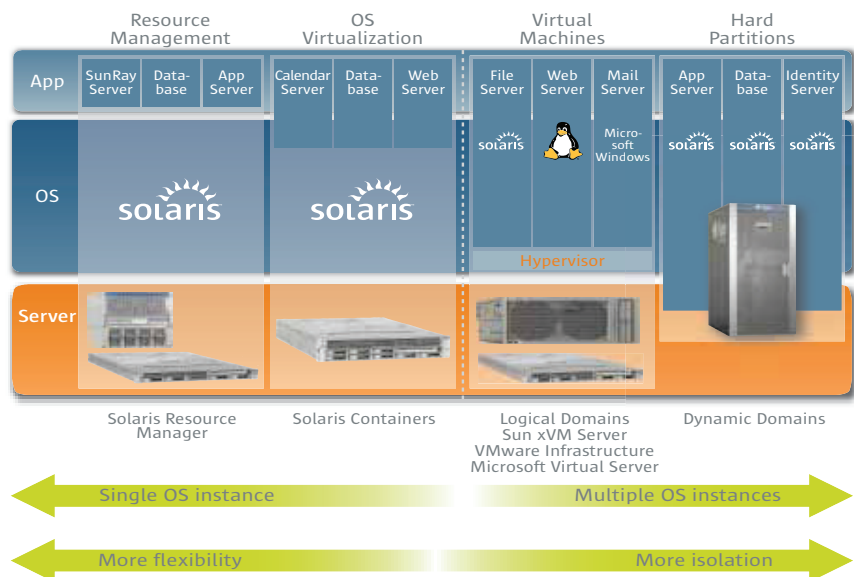 Resource
Management
OS
Virtualization
Virtual
Machines
Hard
Partitions
App
SunRay
Server
Data-
base
App
Server
Calendar
Server
Data-
base
Web
Server
File
Server
Web
Server
Mail
Server
App
Server
Data-
base
Identity
Server
OS
solaris
solaris
solaris
Micro-
soft
Windows
solaris
solaris
solaris
Hypervisor
Server
Solaris Resource
Manager
Solaris Containers
Logical Domains
Sun xVM Server
VMware Infrastructure
Microsoft Virtual Server
Dynamic Domains
Single OS instance
Multiple OS instances
More flexibility
More isolation